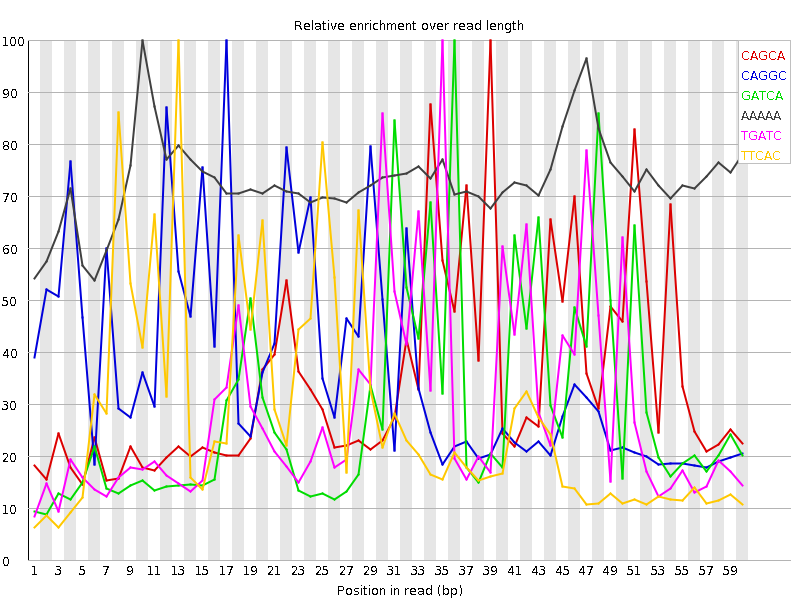 Relative enrichment over read length
100
90
80
70
60
50
40
30
20
10
0
CAGCA
CAGGC
GATCA
AAAAA
TGATC
TTCAC
1 3 5 7 9 11 13 15 17 19 21 23 25 27 29 31 33 35 37 39 41 43 45 47 49 51 53 55 57 59
Position in read (bp)